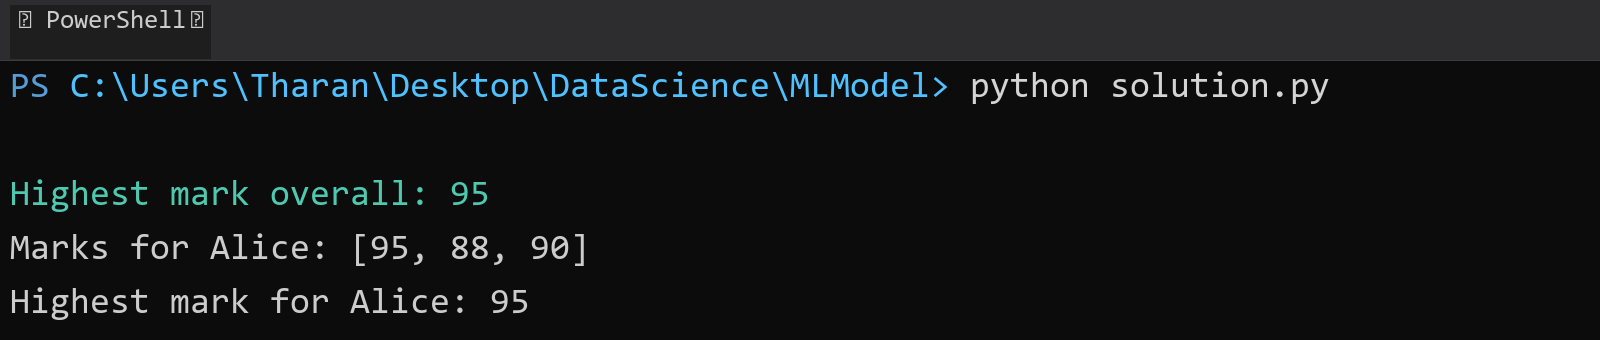 PowerShell
PS C:\Users\Tharan\Desktop\DataScience\MLModel> python solution.py
Highest mark overall: 95
Marks for Alice: [95, 88, 90]
Highest mark for Alice: 95